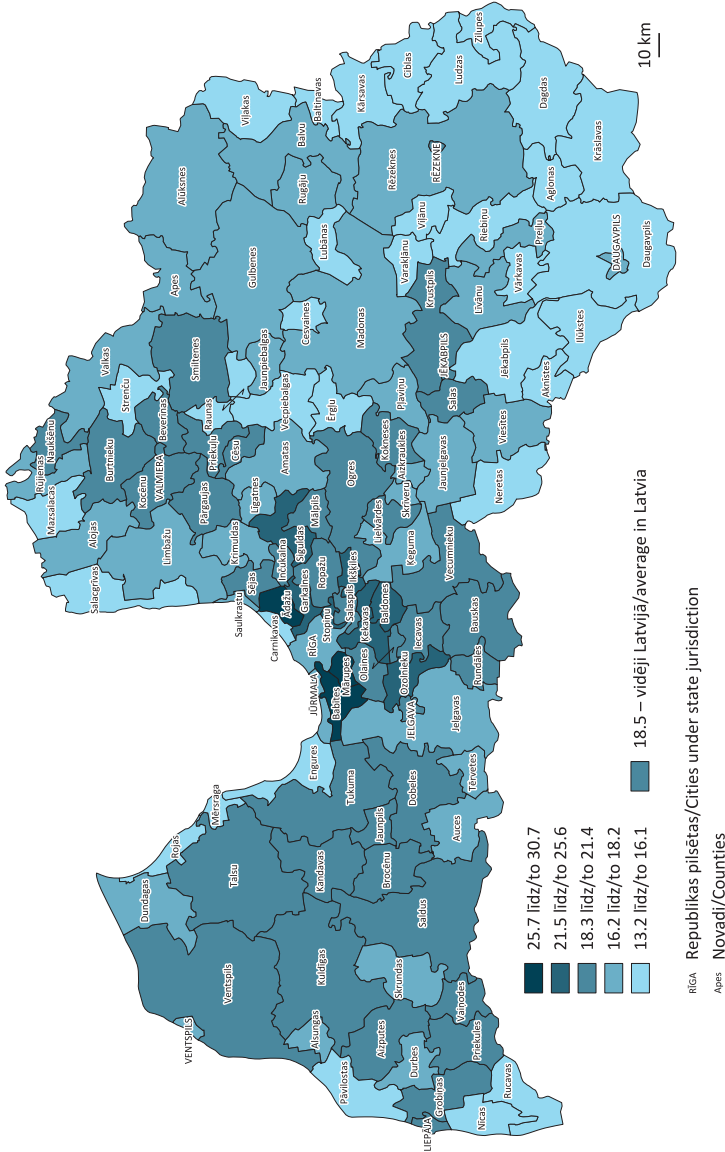 10 km
Mazsalacas
Rūjienas
Naukšēnu
Valkas
Strenču
Burtnieku
Beverīnas
Kocēnu
VALMIERA
Alojas
Salacgrīvas
Limbažu
Pārgaujas
Priekuļu
Raunas
Smiltenes
Apes
Alūksnes
Viļakas
Balvu
Baltinavas
Rugāju
Gulbenes
Lubānas
Kārsavas
Ciblas
Ludzas
Zilupes
Dagdas
Krāslavas
Aglonas
Rēzeknes
RĒZEKNE
Viļānu
Varakļānu
Riebiņu
Preiļu
Vārkavas
Līvānu
DAUGAVPILS
Daugavpils
Ilūkstes
Krustpils
JĒKABPILS
Jēkabpils
Aknīstes
Salas
Viesītes
Neretas
Madonas
Cesvaines
Jaunpiebalgas
Vecpiebalgas
Ērgļu
Pļaviņu
Kokneses
Aizkraukles
Jaunjelgavas
Skrīveru
Cēsu
Amatas
Līgatnes
Krimuldas
Siguldas
Mālpils
Ogres
Lielvārdes
Ķeguma
Vecumnieku
Inčukalna
Sējas
Saulkrastu
Ādažu
Carnikavas
Garkalnes
Ropažu
Stopiņu
RĪGA
Salaspils
Ikšķiles
Ķekavas
Baldones
Iecavas
Bauskas
Rundāles
Olaines
Ozolnieku
JELGAVA
Jelgavas
Mārupes
Babītes
JŪRMALA
Engures
Tukuma
Dobeles
Tērvetes
Auces
Jaunpils
Brocēnu
Kandavas
Mērsraga
Rojas
Talsu
Dundagas
Saldus
Ventspils
VENTSPILS
Kuldīgas
Skrundas
Alsungas
Aizputes
Vaiņodes
Priekules
Durbes
Pāvilostas
Grobiņas
LIEPĀJA
Nīcas
Rucavas
25.7 līdz/to 30.7
21.5 līdz/to 25.6
18.3 līdz/to 21.4
16.2 līdz/to 18.2
13.2 līdz/to 16.1
18.5 – vidēji Latvijā/average in Latvia
RĪGA Republikas pilsētas/Cities under state jurisdiction
Apes Novadi/Counties